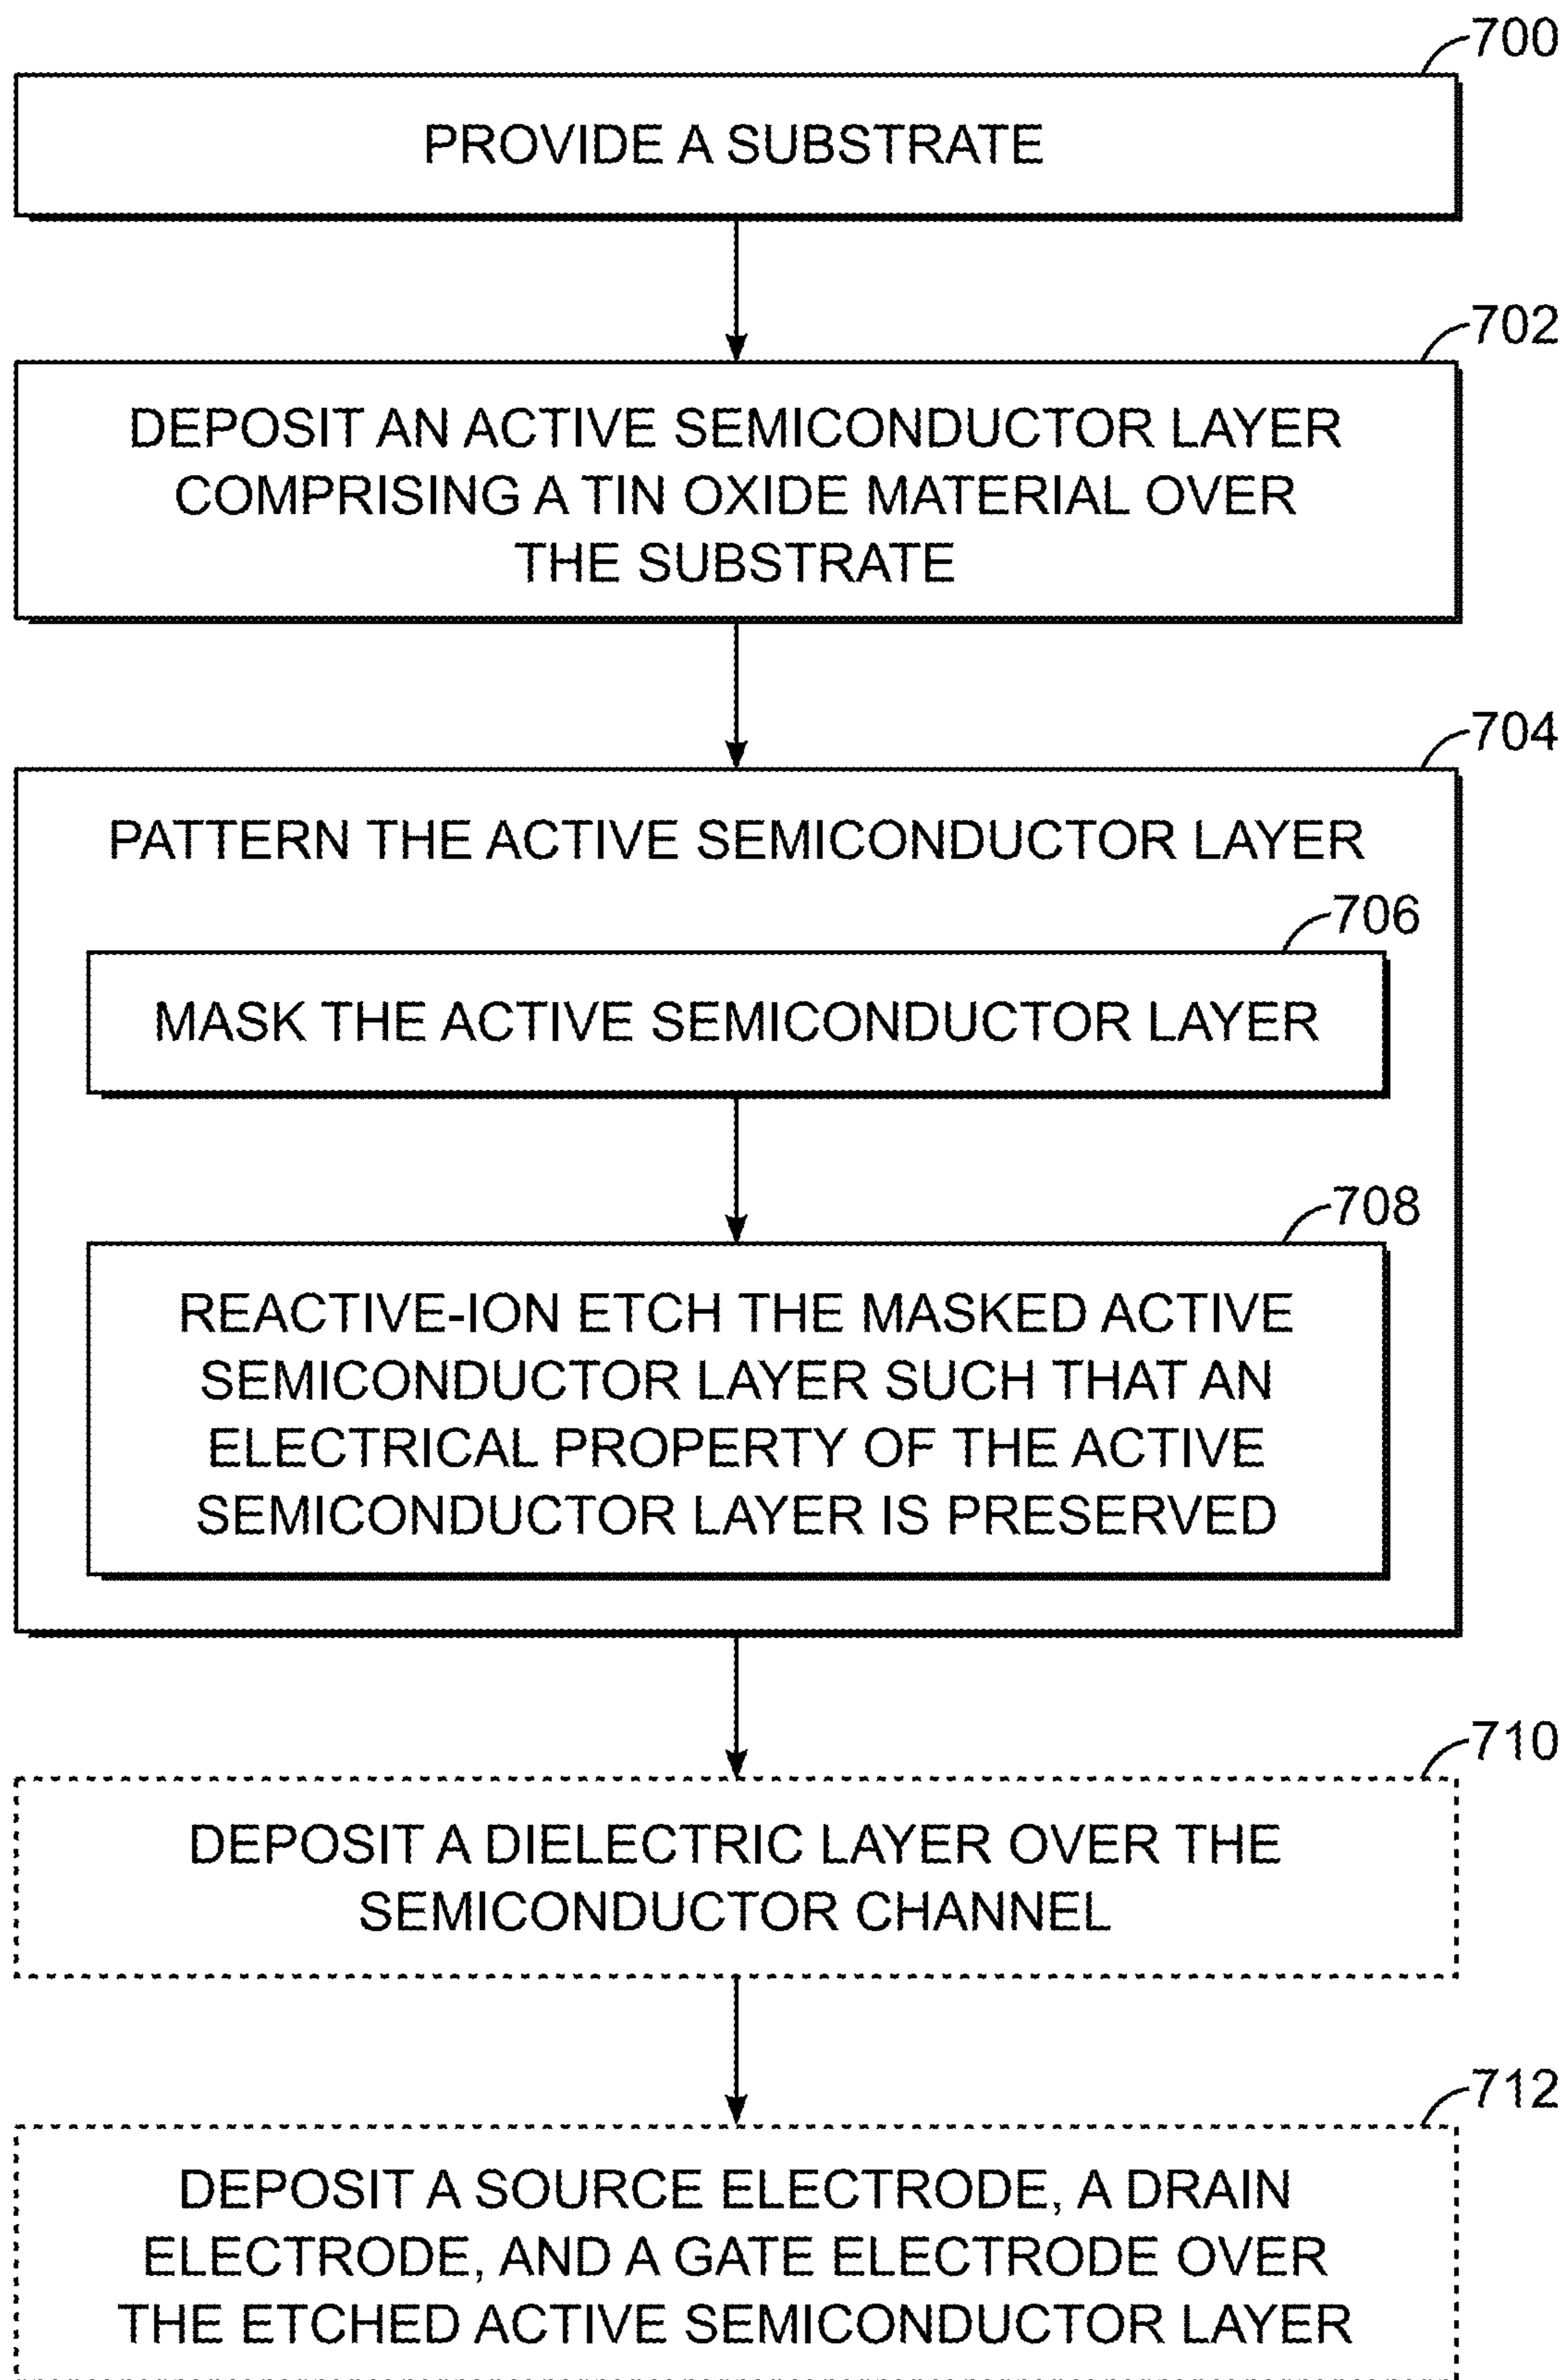 700
PROVIDE A SUBSTRATE
702
DEPOSIT AN ACTIVE SEMICONDUCTOR LAYER
COMPRISING A TIN OXIDE MATERIAL OVER
THE SUBSTRATE
704
PATTERN THE ACTIVE SEMICONDUCTOR LAYER
706
MASK THE ACTIVE SEMICONDUCTOR LAYER
708
REACTIVE-ION ETCH THE MASKED ACTIVE
SEMICONDUCTOR LAYER SUCH THAT AN
ELECTRICAL PROPERTY OF THE ACTIVE
SEMICONDUCTOR LAYER IS PRESERVED
710
DEPOSIT A DIELECTRIC LAYER OVER THE
SEMICONDUCTOR CHANNEL
712
DEPOSIT A SOURCE ELECTRODE, A DRAIN
ELECTRODE, AND A GATE ELECTRODE OVER
THE ETCHED ACTIVE SEMICONDUCTOR LAYER